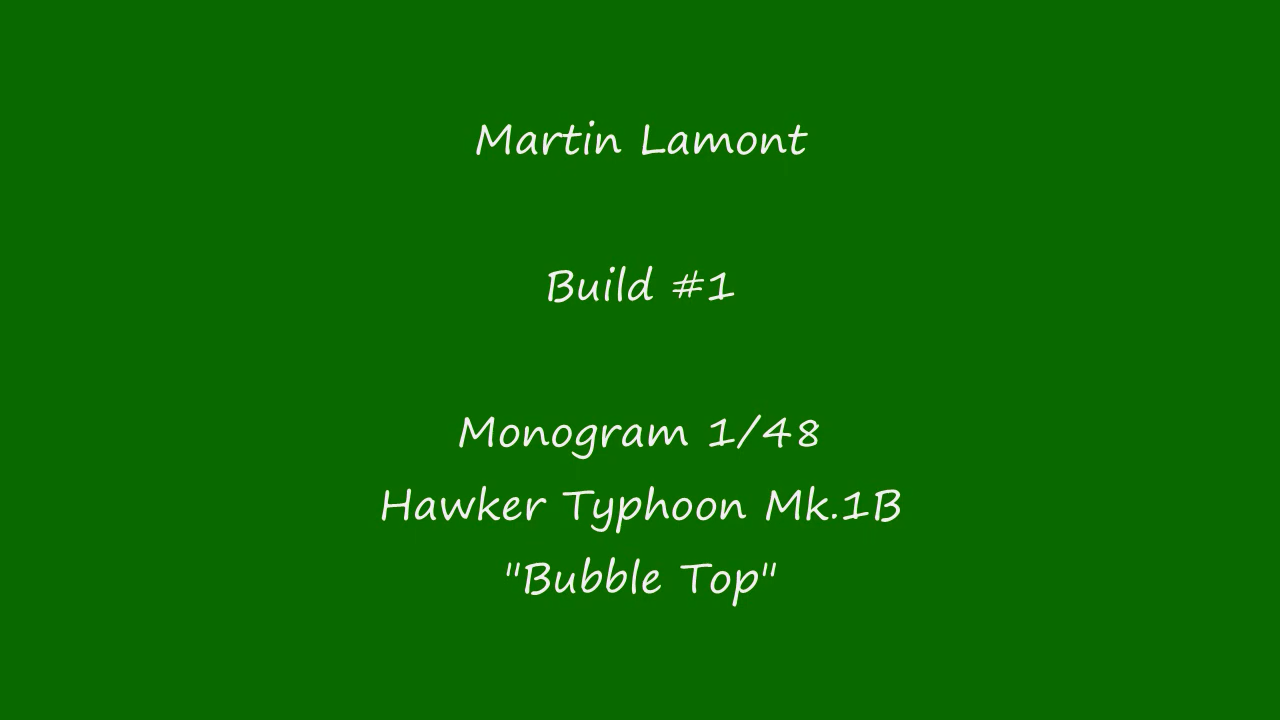 Martin Lamont
Build #1
Monogram 1/48
Hawker Typhoon Mk.1B
"Bubble Top"